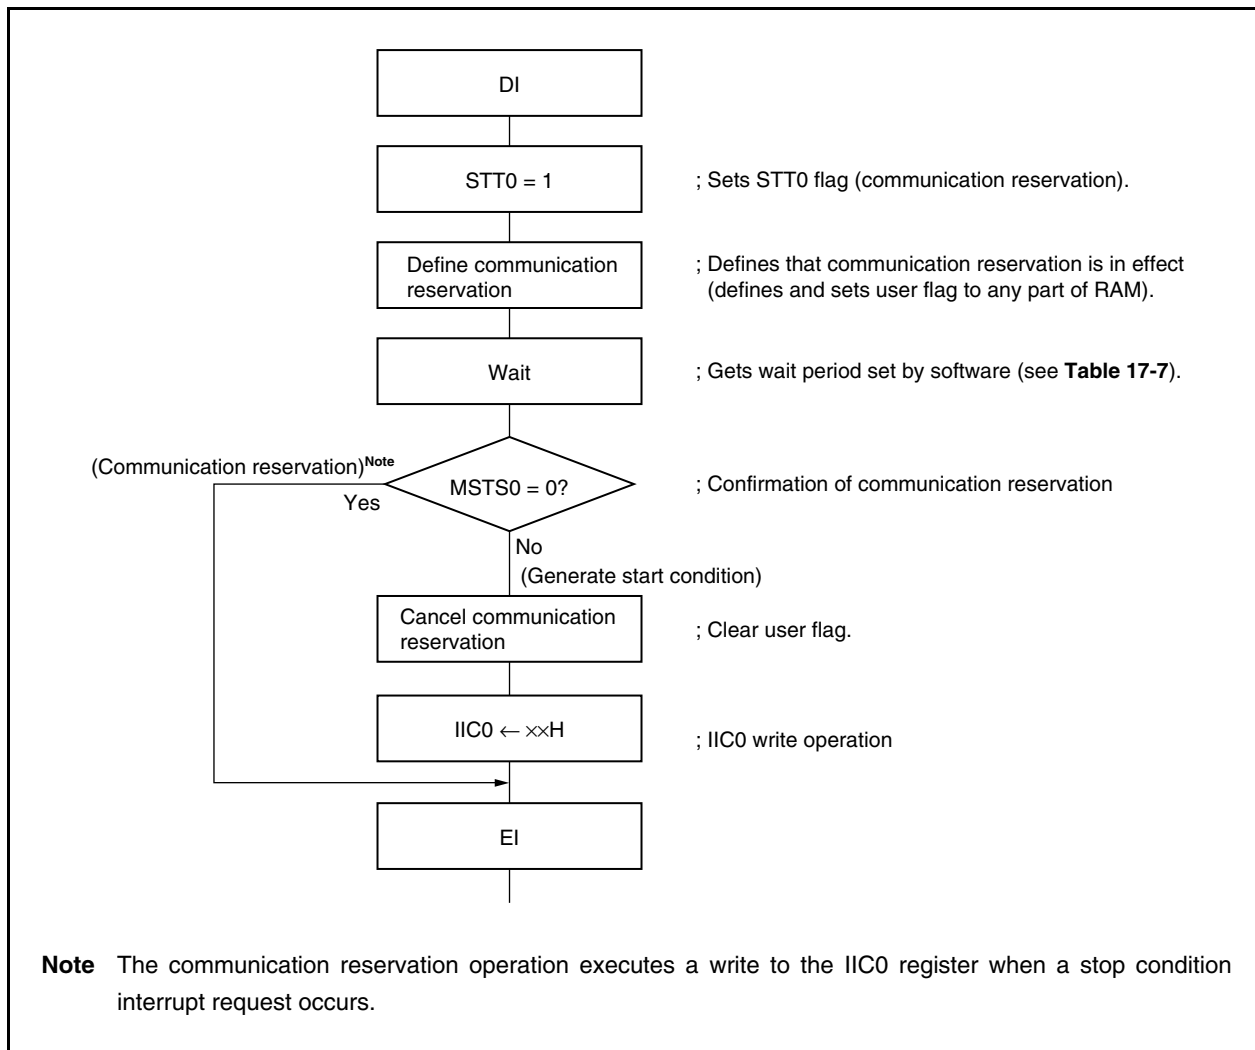 DI
STT0 = 1
; Sets STT0 flag (communication reservation).
Define communication
reservation
; Defines that communication reservation is in effect
(defines and sets user flag to any part of RAM).
Wait
; Gets wait period set by software (see Table 17-7).
(Communication reservation)Note
MSTS0 = 0?
; Confirmation of communication reservation
Yes
No
(Generate start condition)
Cancel communication
reservation
; Clear user flag.
IIC0 ← ××H
; IIC0 write operation
EI
Note The communication reservation operation executes a write to the IIC0 register when a stop condition
interrupt request occurs.